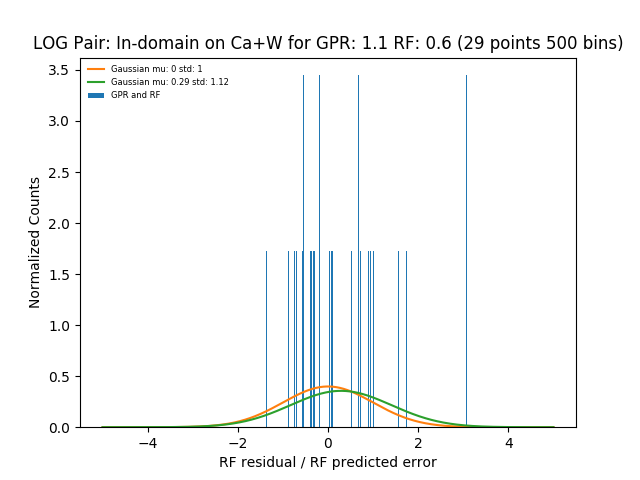 LOG Pair: In-domain on Ca+W for GPR: 1.1 RF: 0.6 (29 points 500 bins)
Gaussian mu: 0 std: 1
Gaussian mu: 0.29 std: 1.12
GPR and RF
Normalized Counts
3.5
3.0
2.5
2.0
1.5
1.0
0.5
0.0
−4
−2
0
2
4
RF residual / RF predicted error